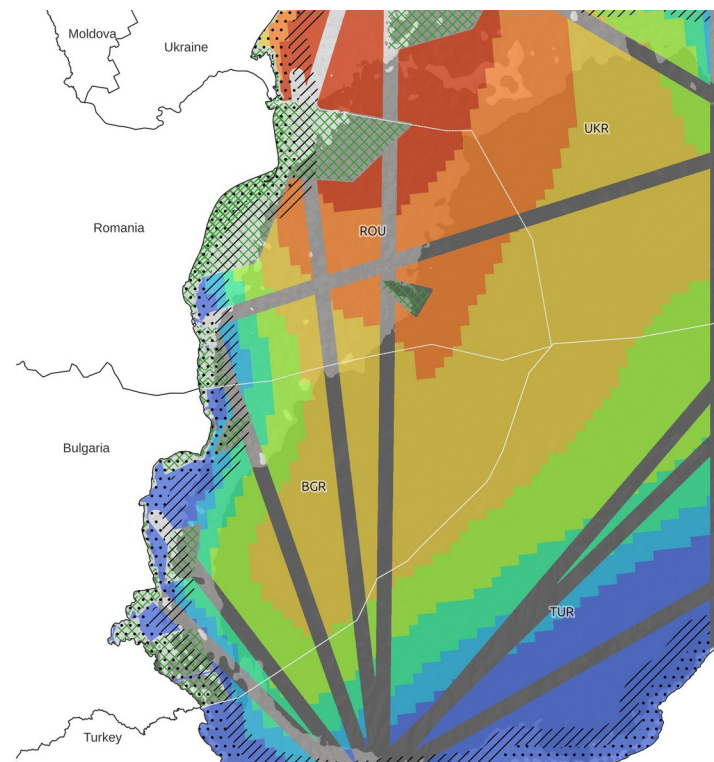 Moldova
Ukraine
UKR
Romania
ROU
Bulgaria
BGR
TUR
Turkey